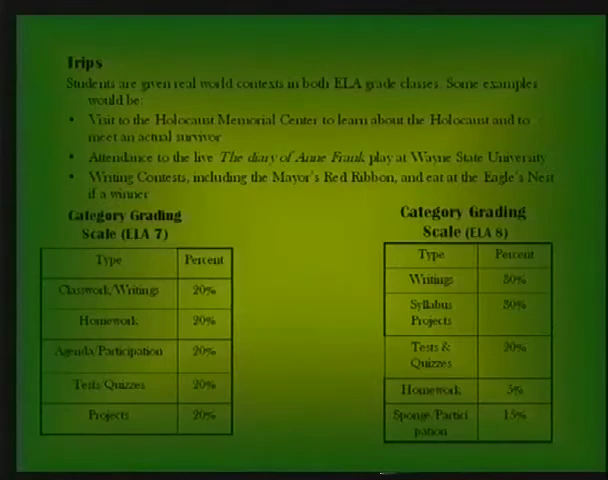 Trips
Students are given real world contexts in both ELA grade classes. Some examples
would be:
• Visit to the Holocaust Memorial Center to learn about the Holocaust and to
meet an actual survivor
• Attendance to the live The diary of Anne Frank play at Wayne State University
• Writing Contests, including the Mayor's Red Ribbon, and eat at the Eagle's Nest
if a winner
Category Grading
Scale (ELA 7)
Type Percent
Classwork/Writings 20%
Homework 20%
Agenda/Participation 20%
Tests/Quizzes 20%
Projects 20%
Category Grading
Scale (ELA 8)
Type Percent
Writings 30%
Syllabus 30%
Projects
Tests & 20%
Quizzes
Homework 5%
Sponge/Partici 15%
pation